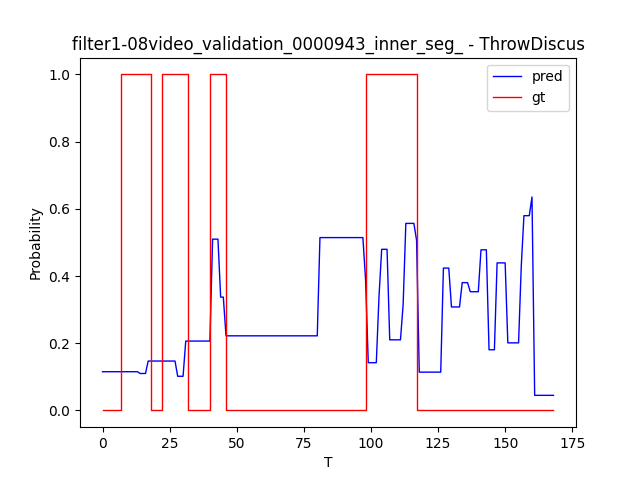 filter1-08video_validation_0000943_inner_seg_ - ThrowDiscus
pred
gt
1.0
0.8
0.6
0.4
0.2
0.0
Probability
0
25
50
75
100
125
150
175
T